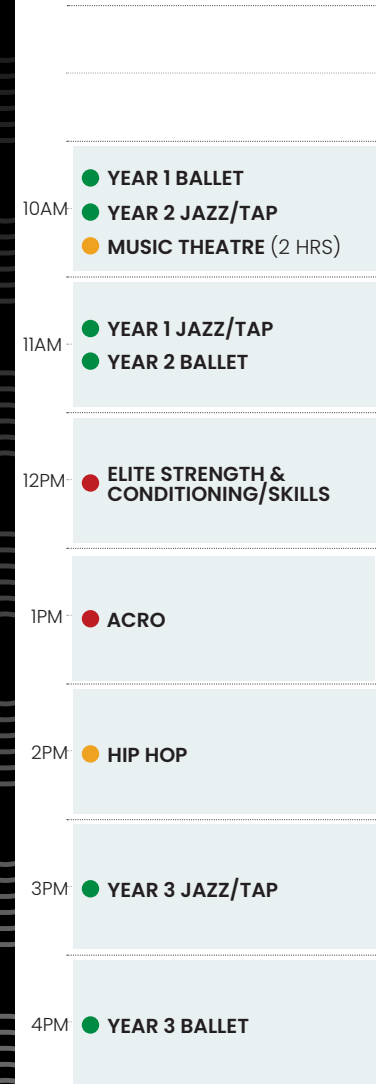 10AM
YEAR 1 BALLET
YEAR 2 JAZZ/TAP
MUSIC THEATRE (2 HRS)
11AM
YEAR 1 JAZZ/TAP
YEAR 2 BALLET
12PM
ELITE STRENGTH &
CONDITIONING/SKILLS
1PM
ACRO
2PM
HIP HOP
3PM
YEAR 3 JAZZ/TAP
4PM
YEAR 3 BALLET